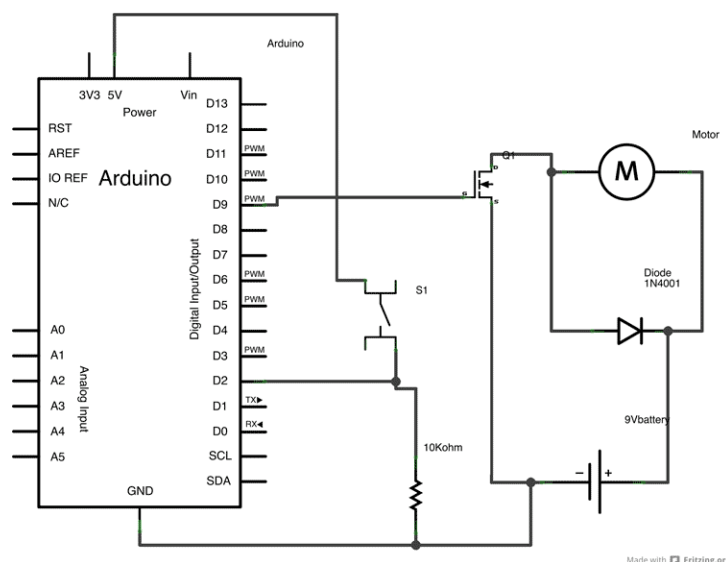 Arduino
3V3 5V Vin
Power
D13
RST
D12
AREF
D11 PWM
IO REF
Arduino
D10 PWM
N/C
D9 PWM
D8
D7
D6 PWM
D5 PWM
D4
D3 PWM
D2
D1 TX▶
D0 RX◀
SCL
SDA
Digital Input/Output
A0
A1
A2
A3
A4
A5
Analog Input
GND
S1
10Kohm
Q1
D
G
S
Motor
M
Diode
1N4001
9Vbattery
− +
Made with Fritzing.or